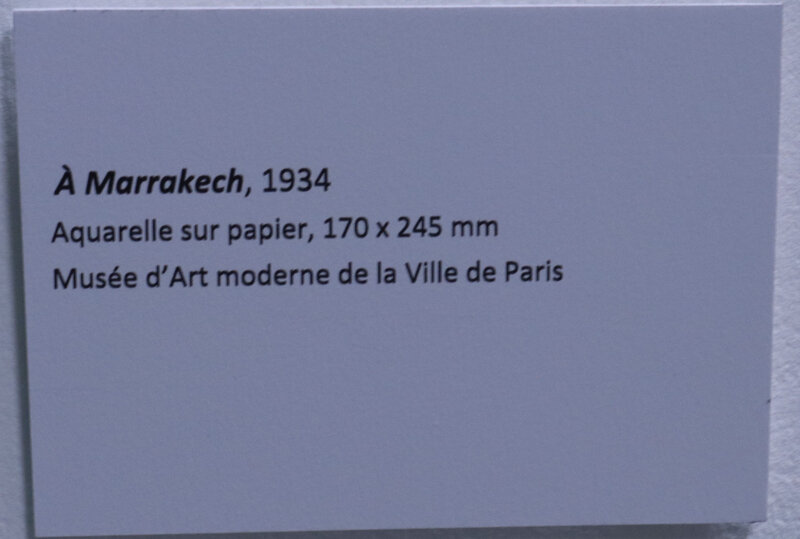 À Marrakech, 1934
Aquarelle sur papier, 170 x 245 mm
Musée d'Art moderne de la Ville de Paris